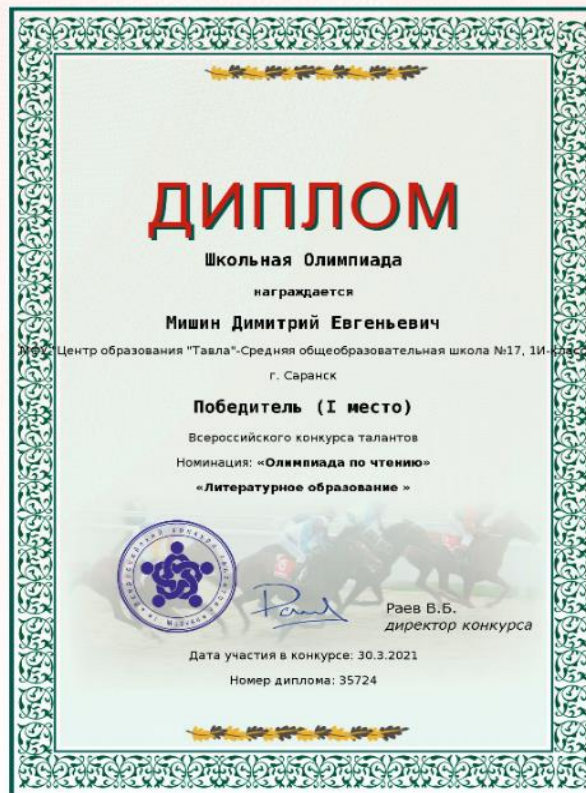 ДИПЛОМ
Школьная Олимпиада
награждается
Мишин Димитрий Евгеньевич
МОУ "Центр образования "Тавла"-Средняя общеобразовательная школа №17, 1И-класс
г. Саранск
Победитель (I место)
Всероссийского конкурса талантов
Номинация: «Олимпиада по чтению»
«Литературное образование »
Раев В.Б.
директор конкурса
Дата участия в конкурсе: 30.3.2021
Номер диплома: 35724